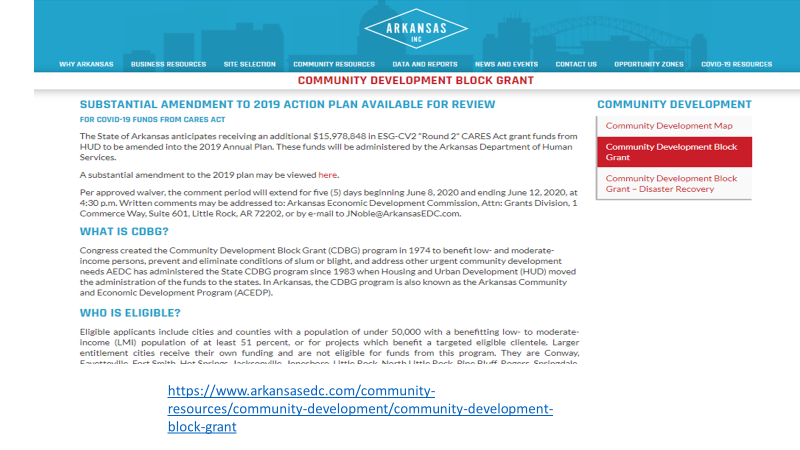 ARKANSAS
INC
WHY ARKANSAS BUSINESS RESOURCES SITE SELECTION COMMUNITY RESOURCES DATA AND REPORTS NEWS AND EVENTS CONTACT US OPPORTUNITY ZONES COVID-19 RESOURCES
COMMUNITY DEVELOPMENT BLOCK GRANT
SUBSTANTIAL AMENDMENT TO 2019 ACTION PLAN AVAILABLE FOR REVIEW
FOR COVID-19 FUNDS FROM CARES ACT
The State of Arkansas anticipates receiving an additional $15,978,848 in ESG-CV2 "Round 2" CARES Act grant funds from
HUD to be amended into the 2019 Annual Plan. These funds will be administered by the Arkansas Department of Human
Services.
A substantial amendment to the 2019 plan may be viewed here.
Per approved waiver, the comment period will extend for five (5) days beginning June 8, 2020 and ending June 12, 2020, at
4:30 p.m. Written comments may be addressed to: Arkansas Economic Development Commission, Attn: Grants Division, 1
Commerce Way, Suite 601, Little Rock, AR 72202, or by e-mail to JNoble@ArkansasEDC.com.
WHAT IS CDBG?
Congress created the Community Development Block Grant (CDBG) program in 1974 to benefit low- and moderate-
income persons, prevent and eliminate conditions of slum or blight, and address other urgent community development
needs AEDC has administered the State CDBG program since 1983 when Housing and Urban Development (HUD) moved
the administration of the funds to the states. In Arkansas, the CDBG program is also known as the Arkansas Community
and Economic Development Program (ACEDP).
WHO IS ELIGIBLE?
Eligible applicants include cities and counties with a population of under 50,000 with a benefitting low- to moderate-
income (LMI) population of at least 51 percent, or for projects which benefit a targeted eligible clientele. Larger
entitlement cities receive their own funding and are not eligible for funds from this program. They are Conway,
Fayetteville, Fort Smith, Hot Springs, Jacksonville, Jonesboro, Little Rock, North Little Rock, Pine Bluff, Rogers, Springdale,
COMMUNITY DEVELOPMENT
Community Development Map
Community Development Block
Grant
Community Development Block
Grant – Disaster Recovery
https://www.arkansasedc.com/community-
resources/community-development/community-development-
block-grant